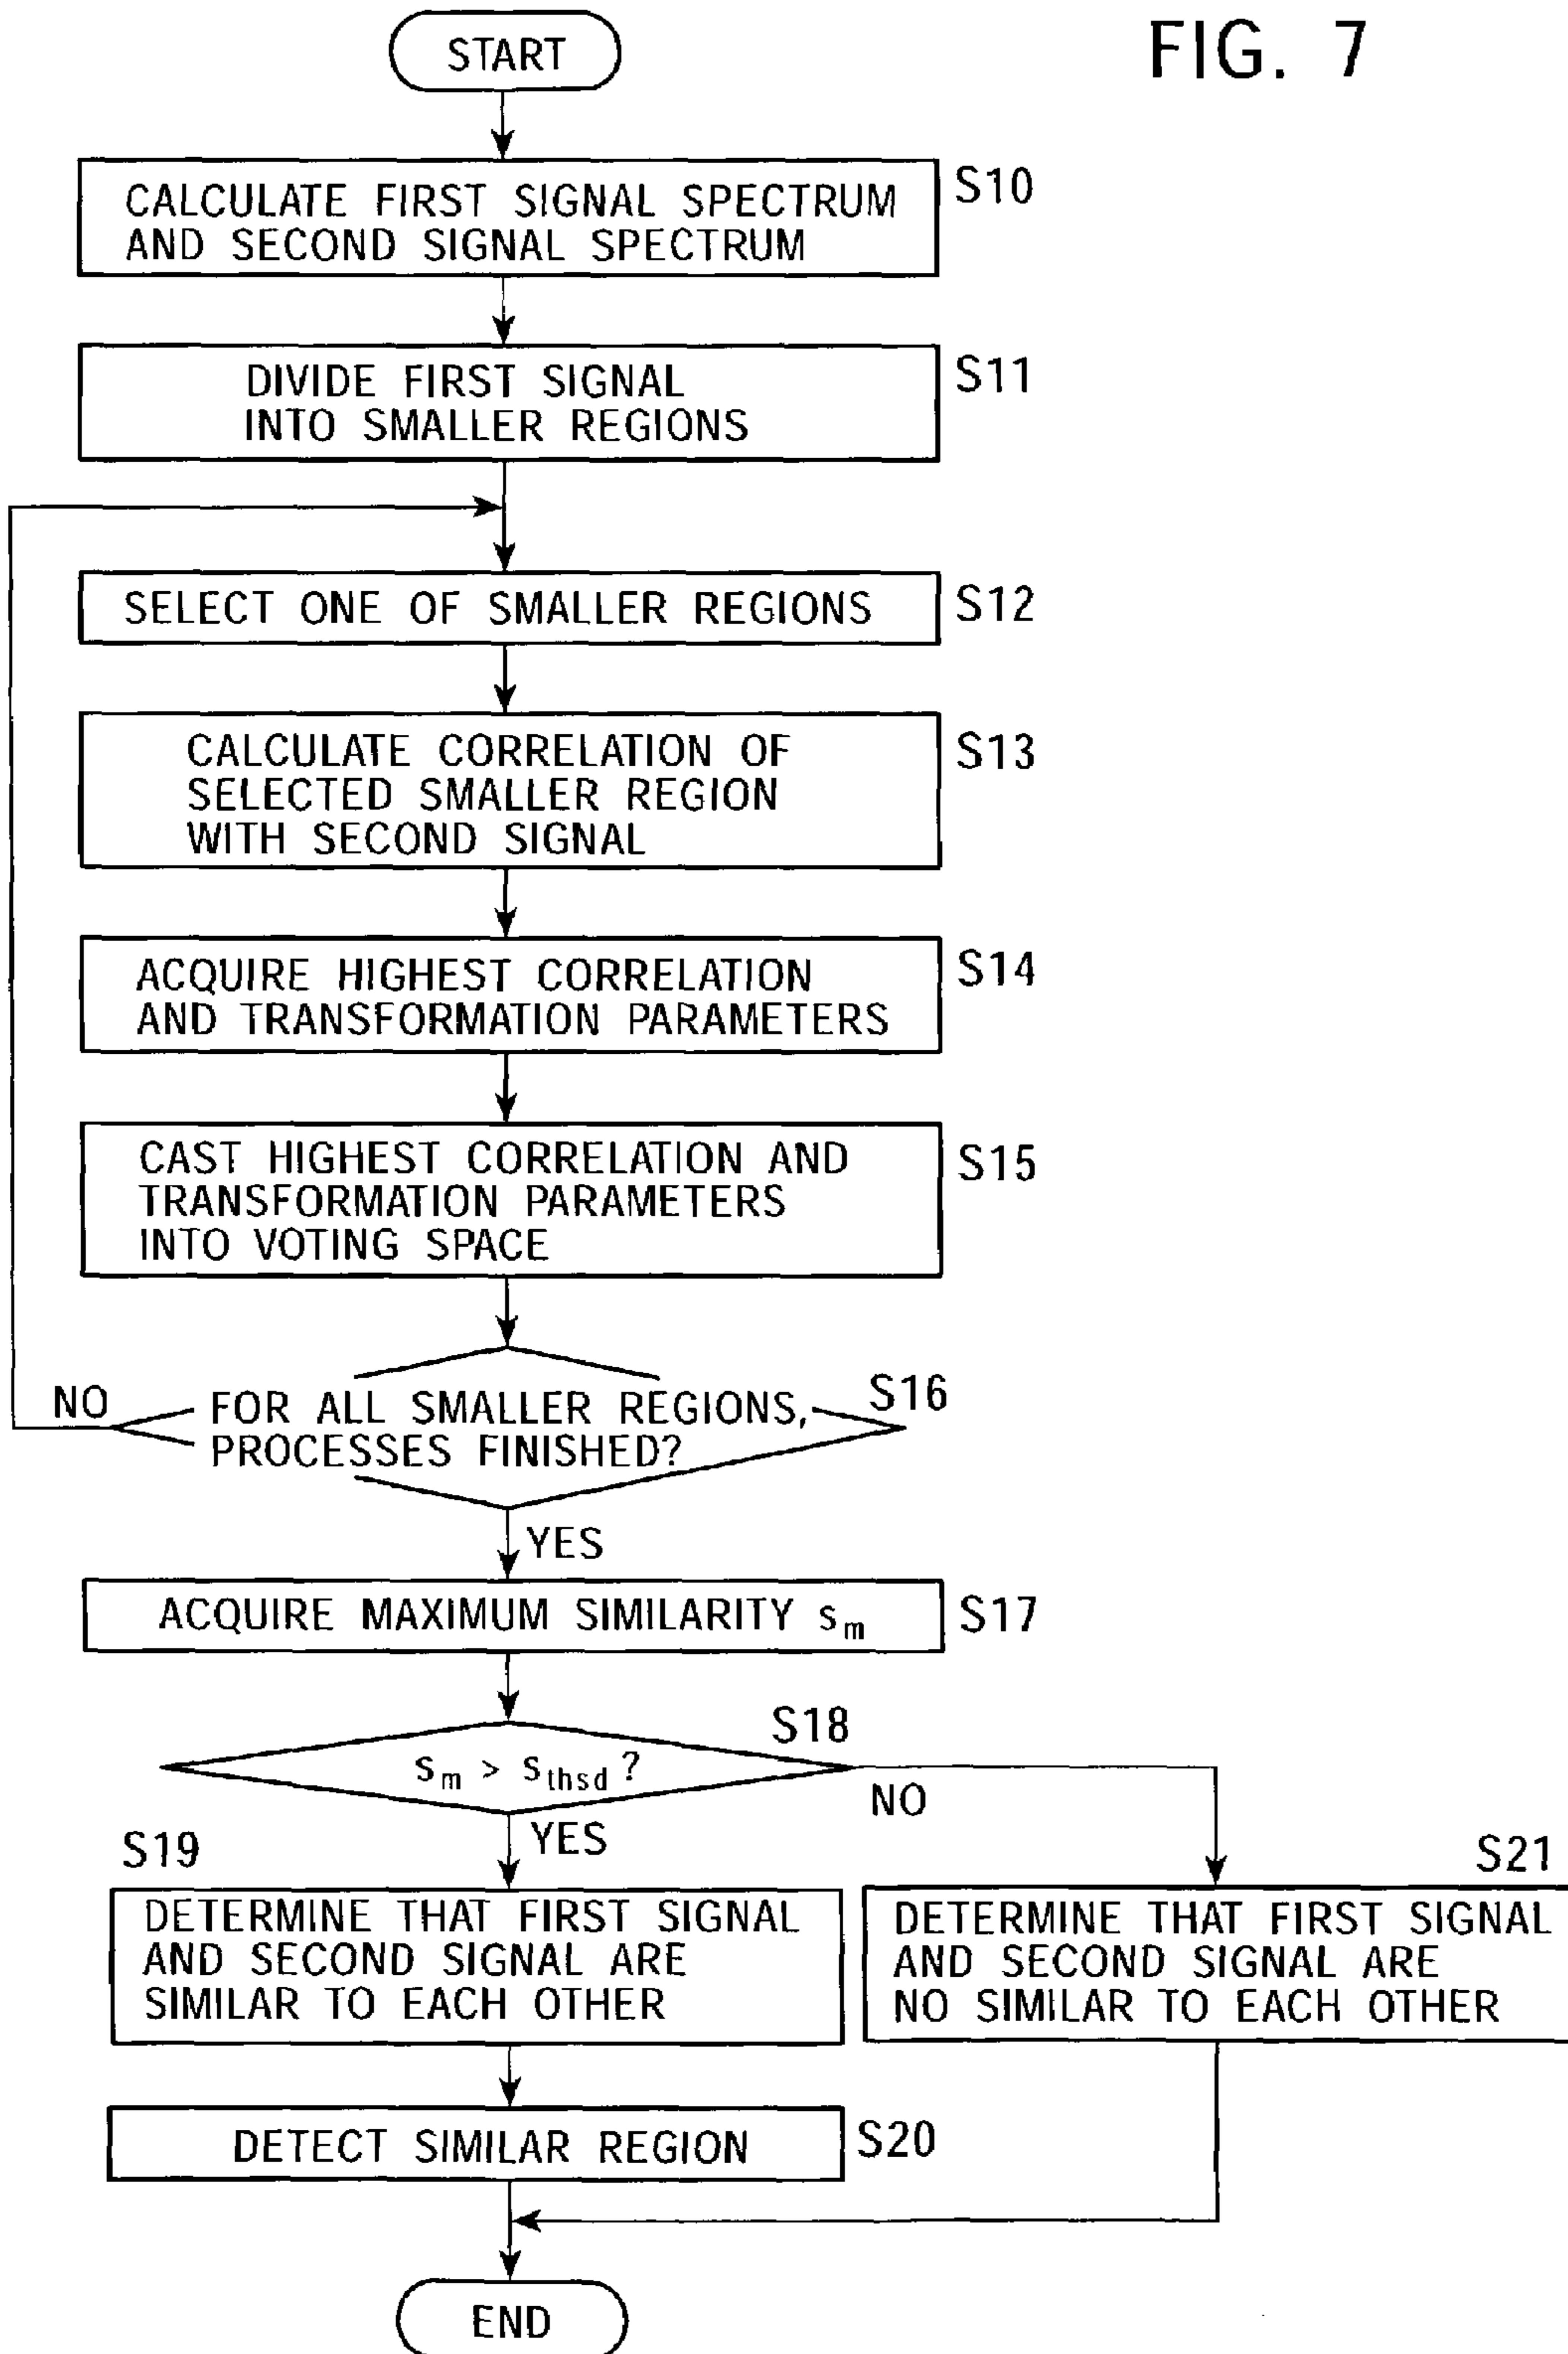 START
FIG. 7
CALCULATE FIRST SIGNAL SPECTRUM
AND SECOND SIGNAL SPECTRUM
S10
DIVIDE FIRST SIGNAL
INTO SMALLER REGIONS
S11
SELECT ONE OF SMALLER REGIONS
S12
CALCULATE CORRELATION OF
SELECTED SMALLER REGION
WITH SECOND SIGNAL
S13
ACQUIRE HIGHEST CORRELATION
AND TRANSFORMATION PARAMETERS
S14
CAST HIGHEST CORRELATION AND
TRANSFORMATION PARAMETERS
INTO VOTING SPACE
S15
NO
FOR ALL SMALLER REGIONS,
PROCESSES FINISHED?
S16
YES
ACQUIRE MAXIMUM SIMILARITY sm
S17
S18
sm > sthsd ?
NO
YES
S19
DETERMINE THAT FIRST SIGNAL
AND SECOND SIGNAL ARE
SIMILAR TO EACH OTHER
S21
DETERMINE THAT FIRST SIGNAL
AND SECOND SIGNAL ARE
NO SIMILAR TO EACH OTHER
DETECT SIMILAR REGION
S20
END